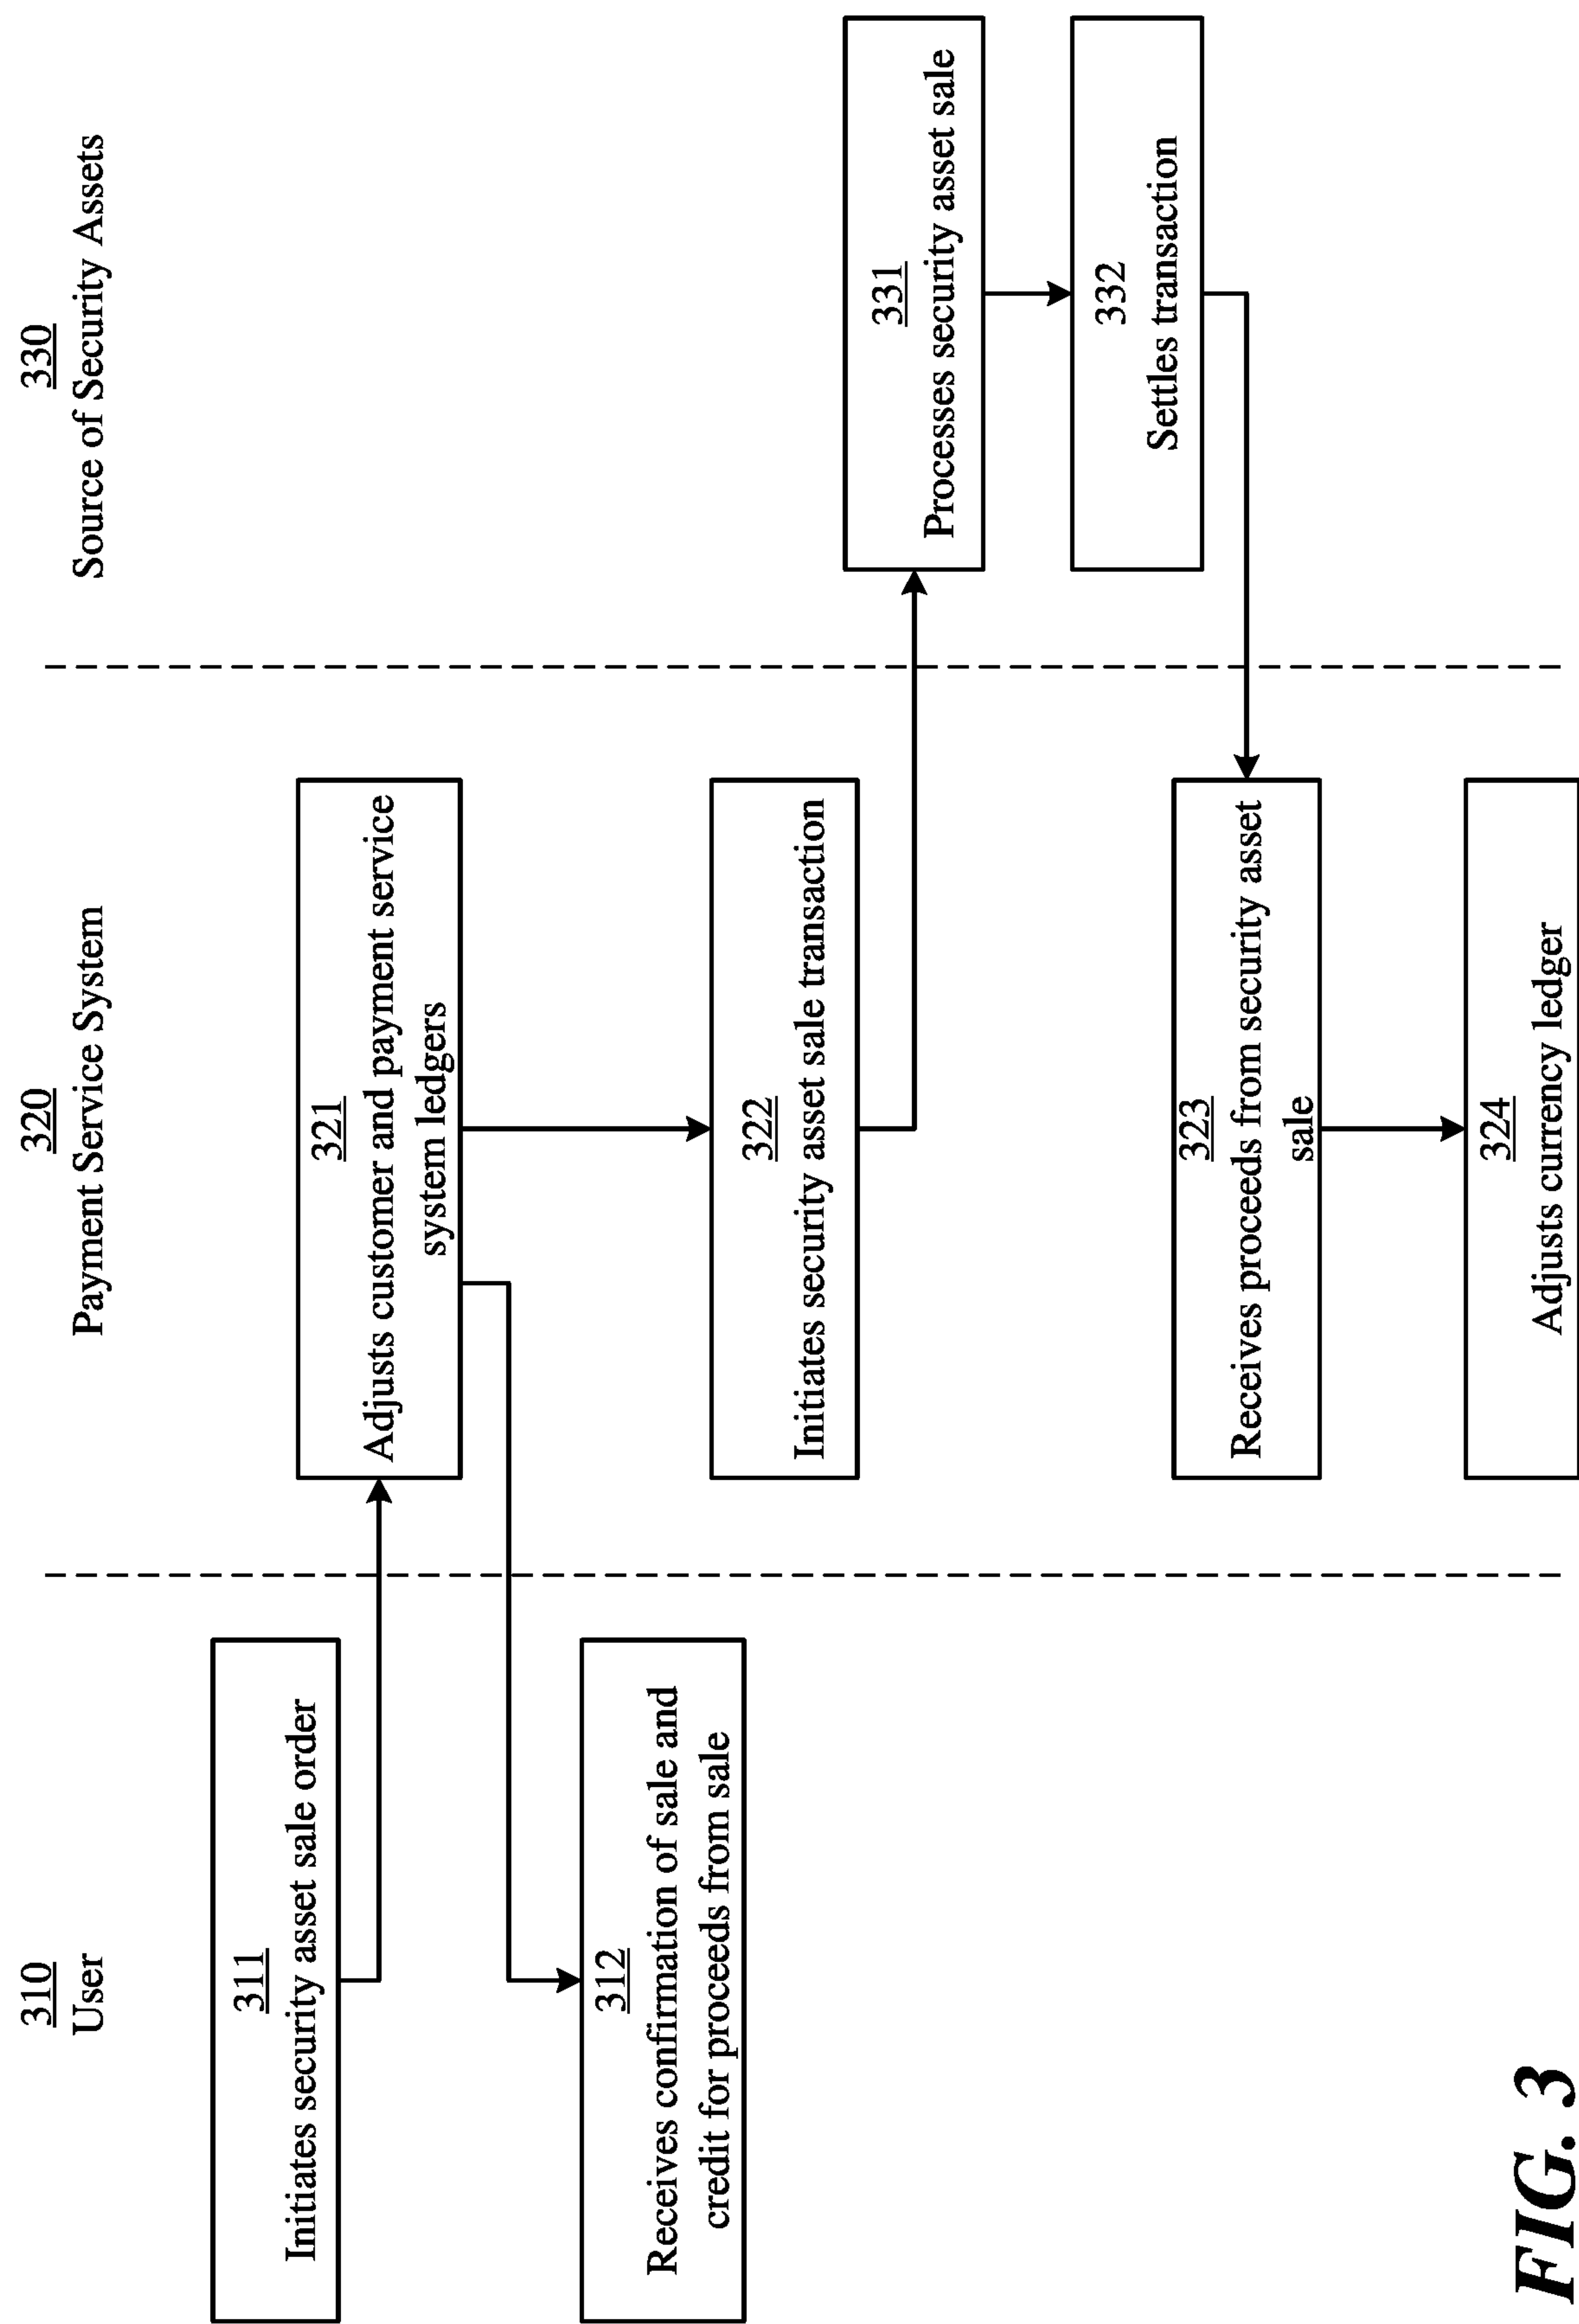 310
User
320
Payment Service System
330
Source of Security Assets
311
Initiates security asset sale order
321
Adjusts customer and payment service
system ledgers
312
Receives confirmation of sale and
credit for proceeds from sale
322
Initiates security asset sale transaction
331
Processes security asset sale
332
Settles transaction
323
Receives proceeds from security asset
sale
324
Adjusts currency ledger
FIG. 3